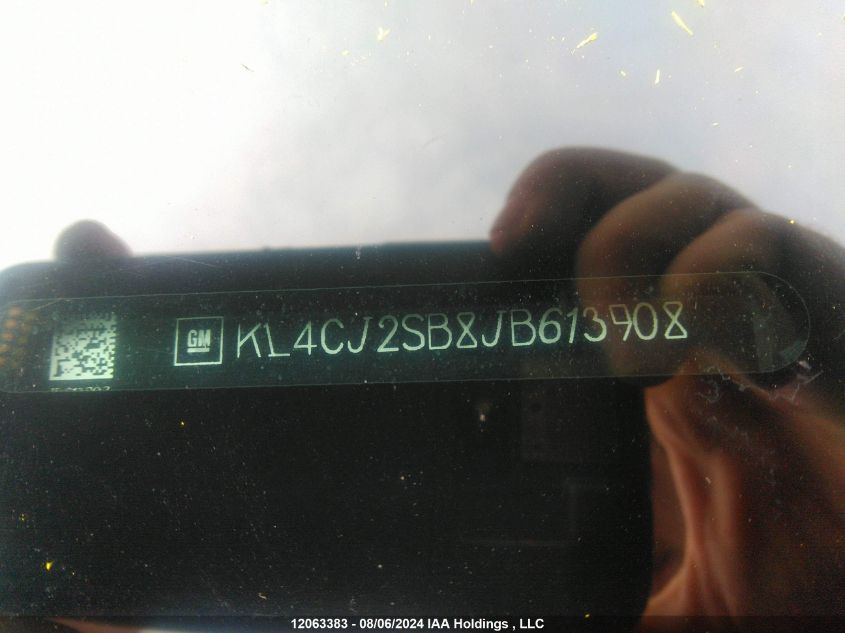 GM KL4CJ2SB8JB613908
12063383 - 08/06/2024 IAA Holdings , LLC